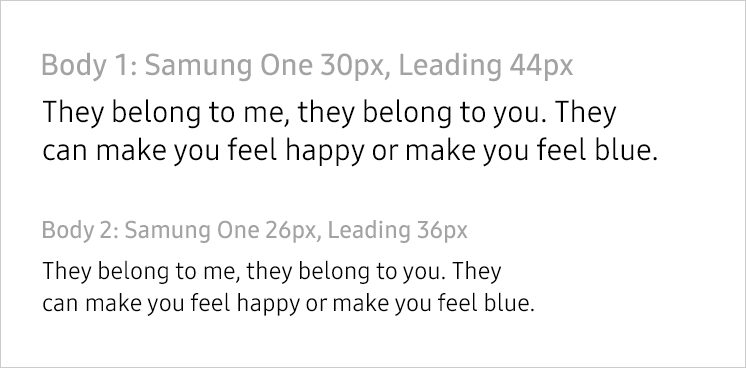 Body 1: Samung One 30px, Leading 44px
They belong to me, they belong to you. They
can make you feel happy or make you feel blue.
Body 2: Samung One 26px, Leading 36px
They belong to me, they belong to you. They
can make you feel happy or make you feel blue.